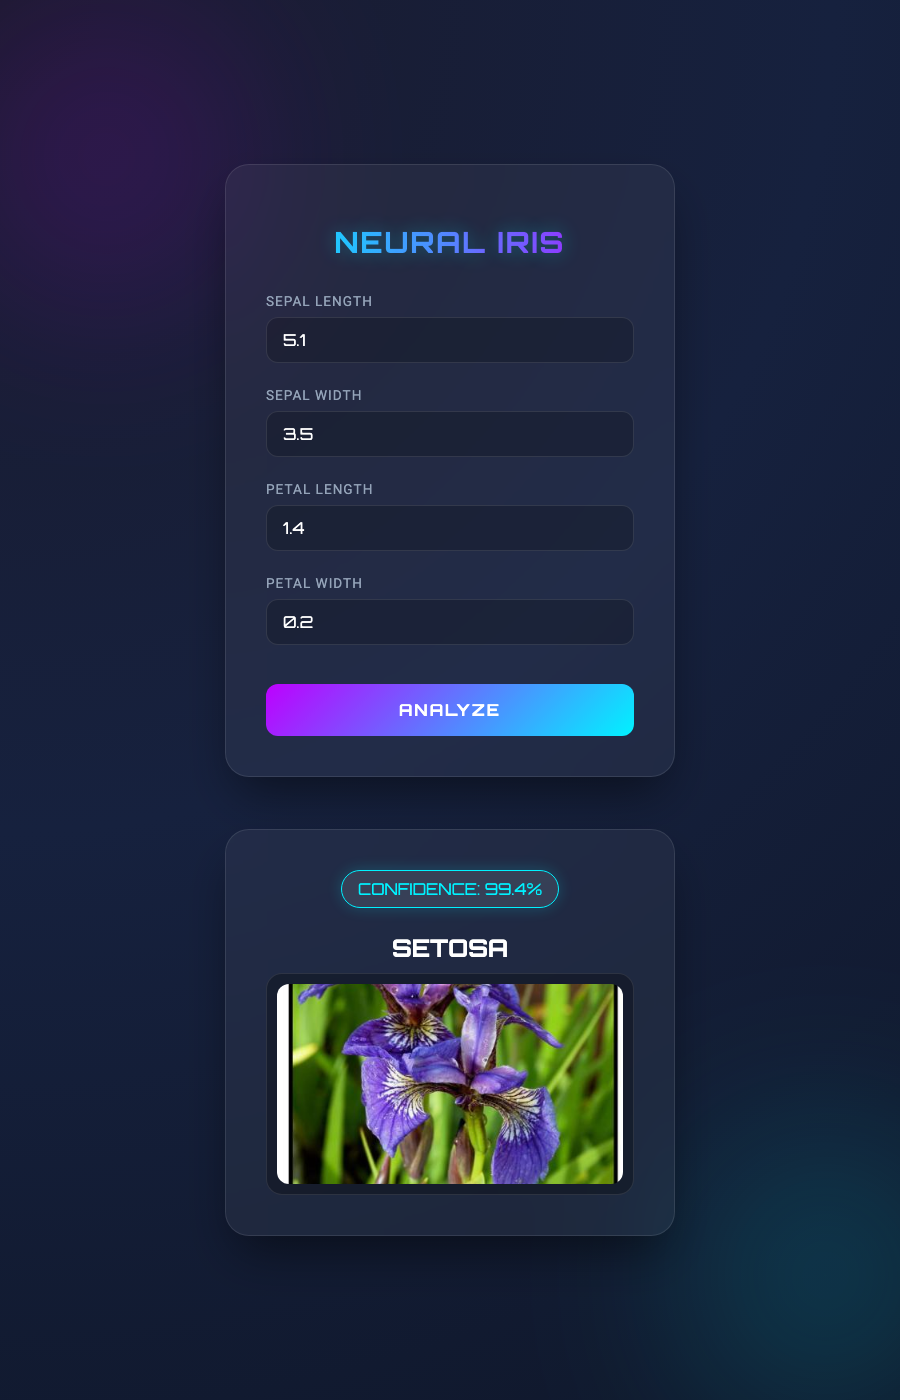 NEURAL IRIS
SEPAL LENGTH
5.1
SEPAL WIDTH
3.5
PETAL LENGTH
1.4
PETAL WIDTH
0.2
ANALYZE
CONFIDENCE: 99.4%
SETOSA